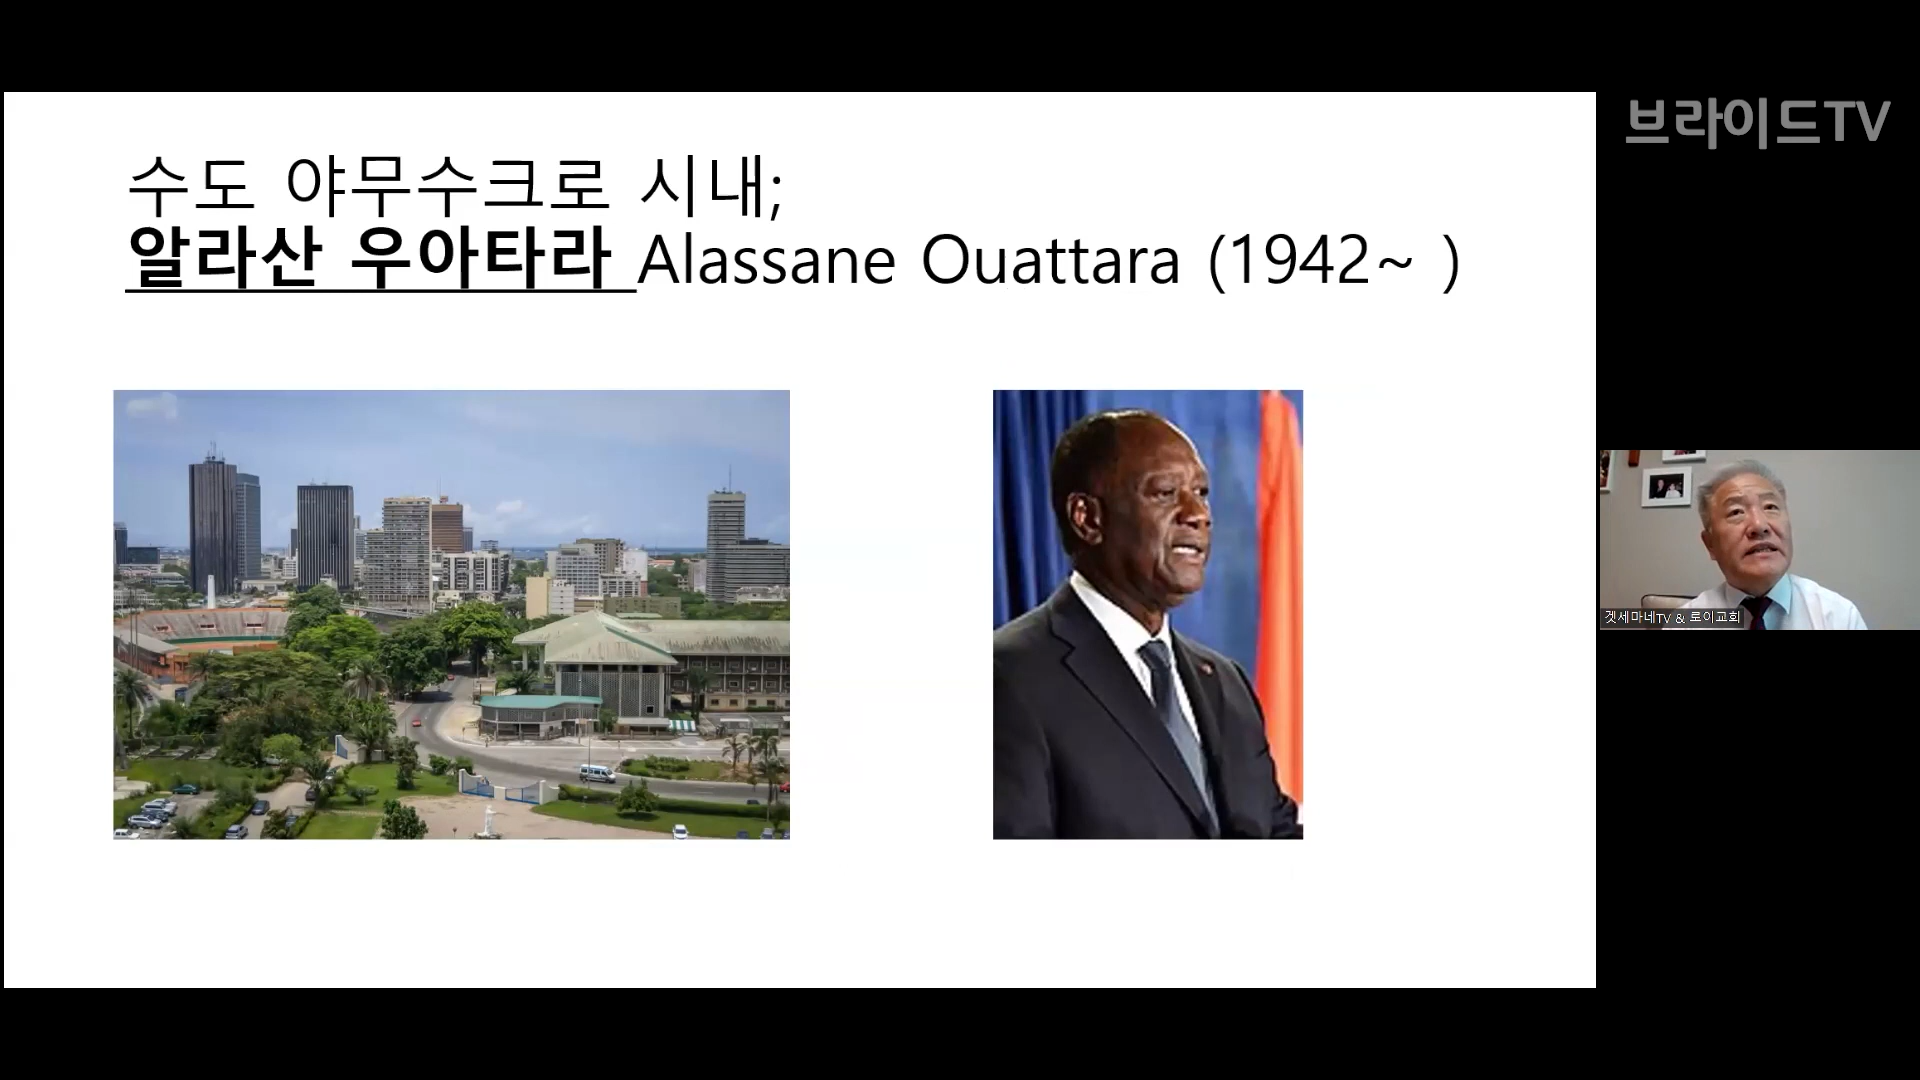 수도 야무수크로 시내;
알라산 우아타라 Alassane Ouattara (1942~ )
브라이드TV
겟세마네TV & 로이교회